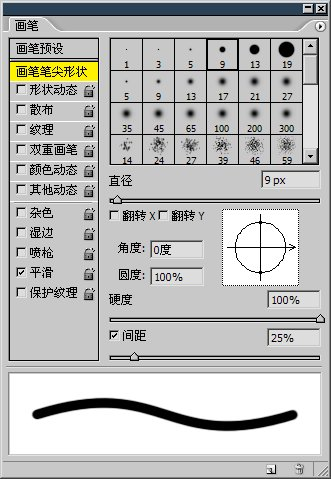 画笔
画笔预设
画笔笔尖形状
形状动态
散布
纹理
双重画笔
颜色动态
其他动态
杂色
湿边
喷枪
平滑
保护纹理
1 3 5 9 13 19
5 9 13 17 21 27
35 45 65 100 200 300
14 24 27 39 46 59
直径 9 px
翻转 X 翻转 Y
角度: 0度
圆度: 100%
硬度 100%
间距 25%